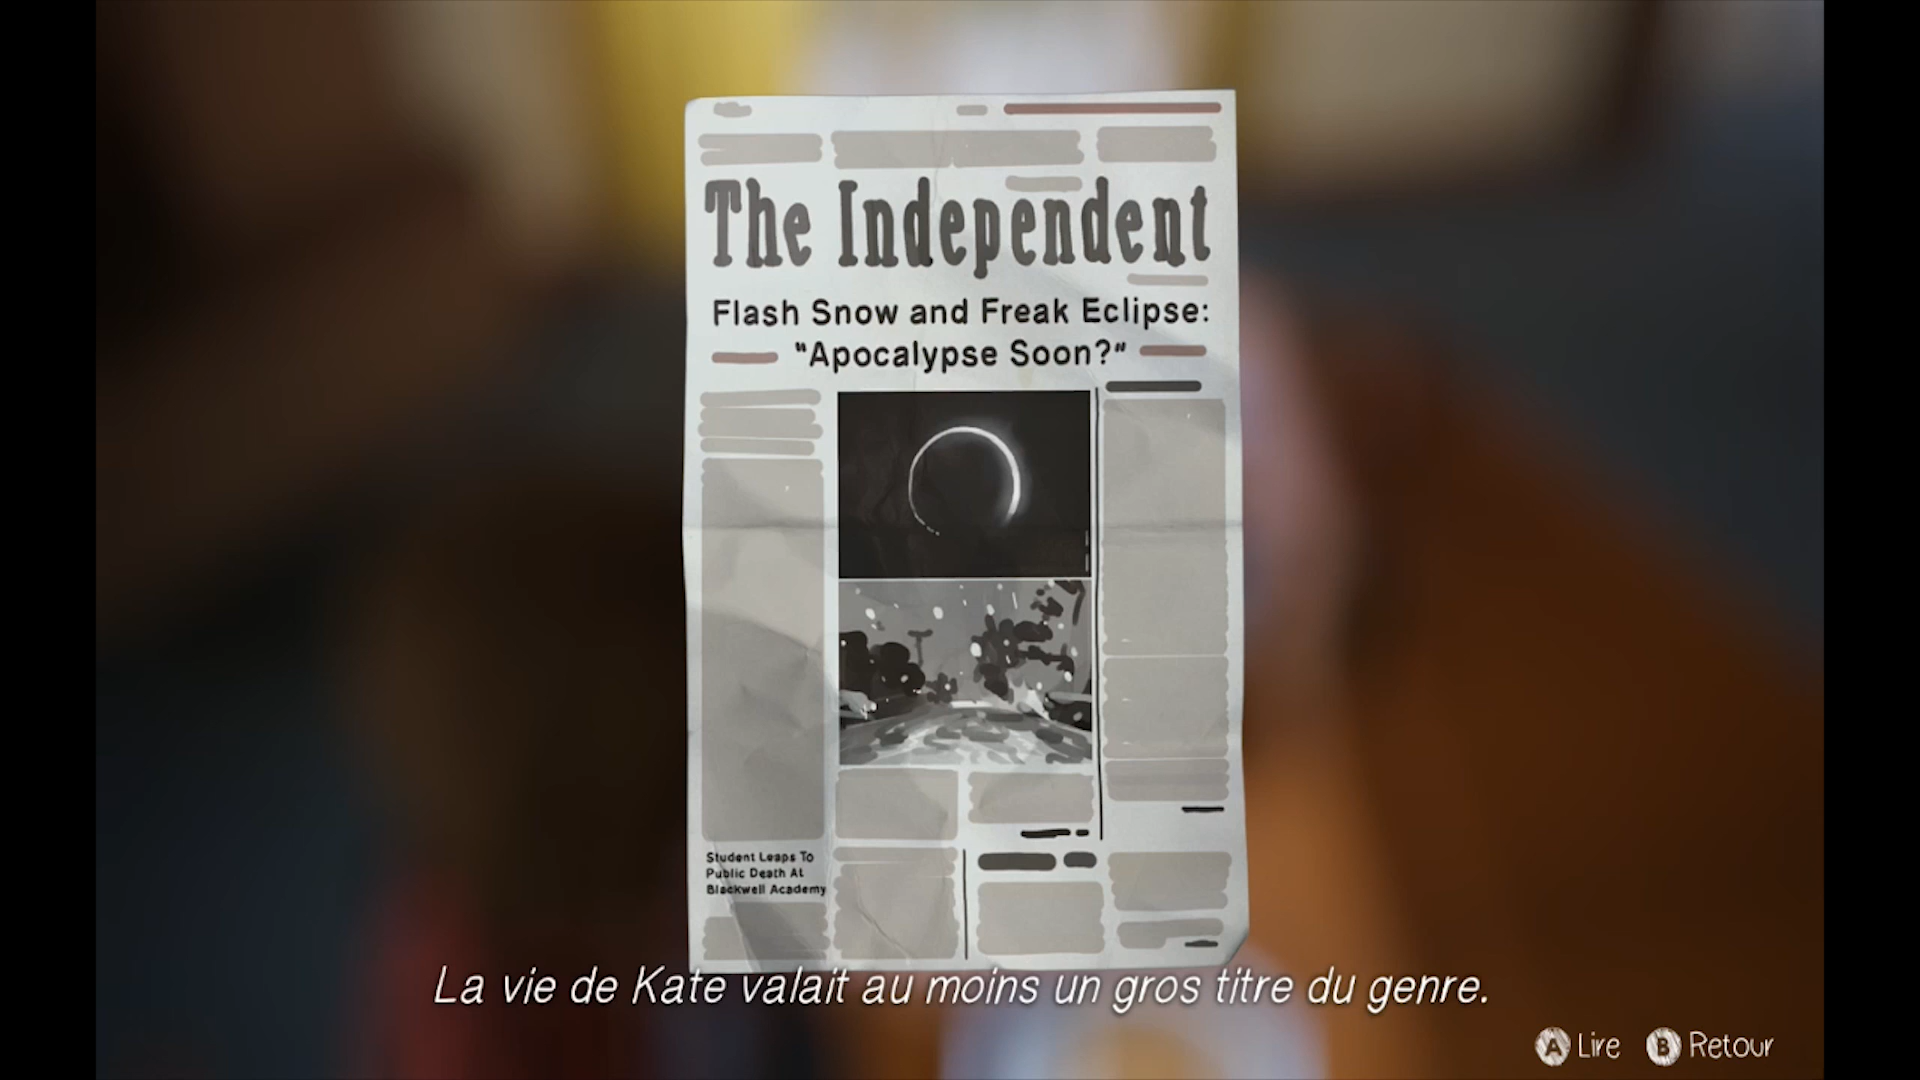 The Independent
Flash Snow and Freak Eclipse:
"Apocalypse Soon?"
Student Leaps To
Public Death At
Blackwell Academy
La vie de Kate valait au moins un gros titre du genre.
A Lire B Retour